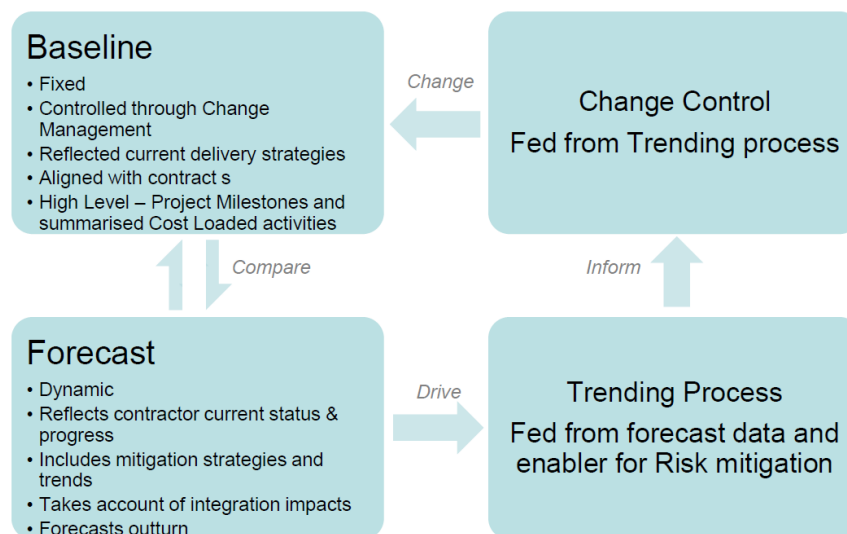 Baseline
• Fixed
• Controlled through Change
Management
• Reflected current delivery strategies
• Aligned with contract s
• High Level – Project Milestones and
summarised Cost Loaded activities
Change
Change Control
Fed from Trending process
Compare
Inform
Forecast
• Dynamic
• Reflects contractor current status &
progress
• Includes mitigation strategies and
trends
• Takes account of integration impacts
• Forecasts outturn
Drive
Trending Process
Fed from forecast data and
enabler for Risk mitigation